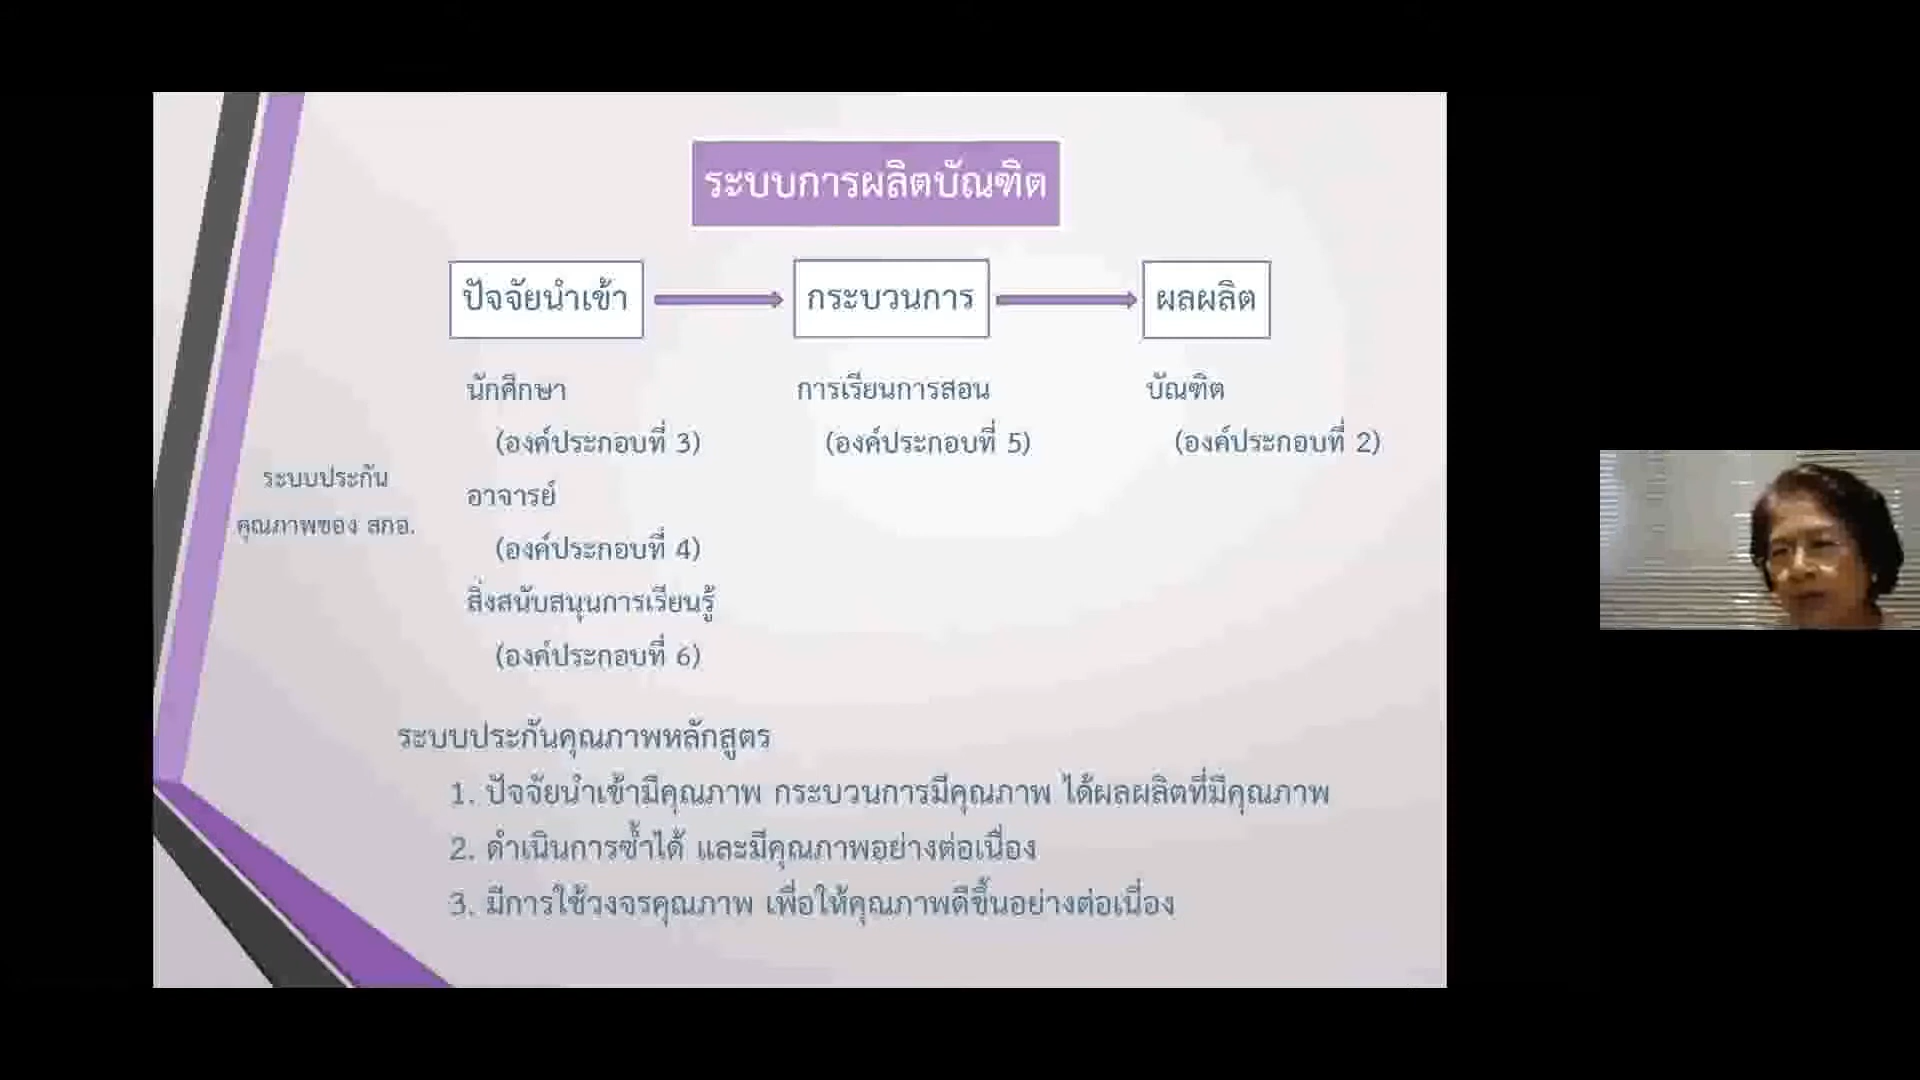 ระบบการผลิตบัณฑิต
ปัจจัยนำเข้า
กระบวนการ
ผลผลิต
นักศึกษา
(องค์ประกอบที่ 3)
อาจารย์
(องค์ประกอบที่ 4)
สิ่งสนับสนุนการเรียนรู้
(องค์ประกอบที่ 6)
การเรียนการสอน
(องค์ประกอบที่ 5)
บัณฑิต
(องค์ประกอบที่ 2)
ระบบประกัน
คุณภาพของ สกอ.
ระบบประกันคุณภาพหลักสูตร
1. ปัจจัยนำเข้ามีคุณภาพ กระบวนการมีคุณภาพ ได้ผลผลิตที่มีคุณภาพ
2. ดำเนินการซ้ำได้ และมีคุณภาพอย่างต่อเนื่อง
3. มีการใช้วงจรคุณภาพ เพื่อให้คุณภาพดีขึ้นอย่างต่อเนื่อง